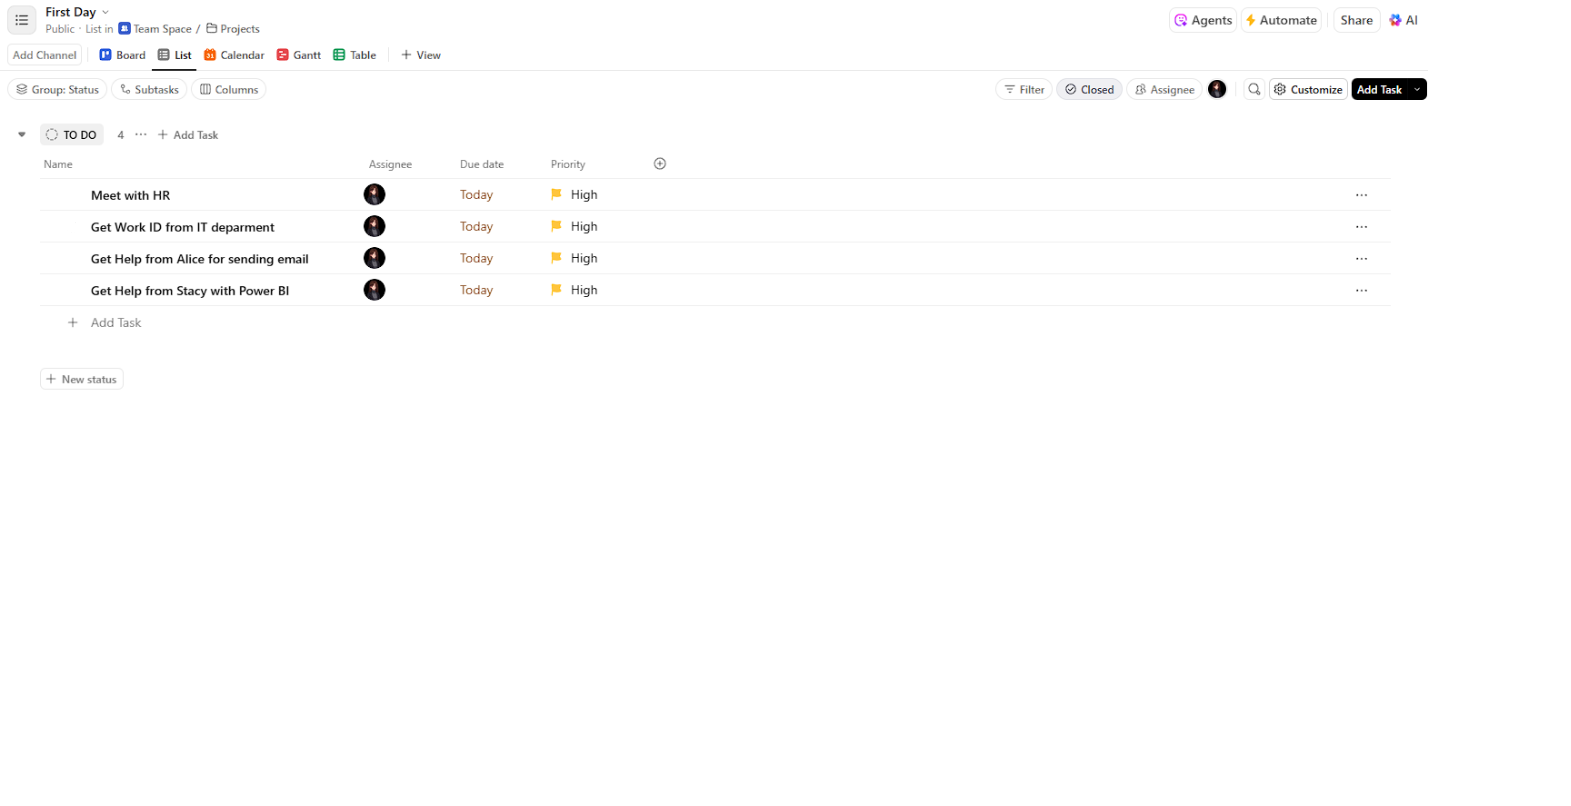 First Day
Agents Automate Share AI
Public · List in Team Space / Projects
Add Channel Board List Calendar Gantt Table + View
Group: Status Subtasks Columns Filter Closed Assignee Customize Add Task
TO DO 4 ... + Add Task
Name Assignee Due date Priority
Meet with HR Today High ...
Get Work ID from IT deparment Today High ...
Get Help from Alice for sending email Today High ...
Get Help from Stacy with Power BI Today High ...
+ Add Task
+ New status